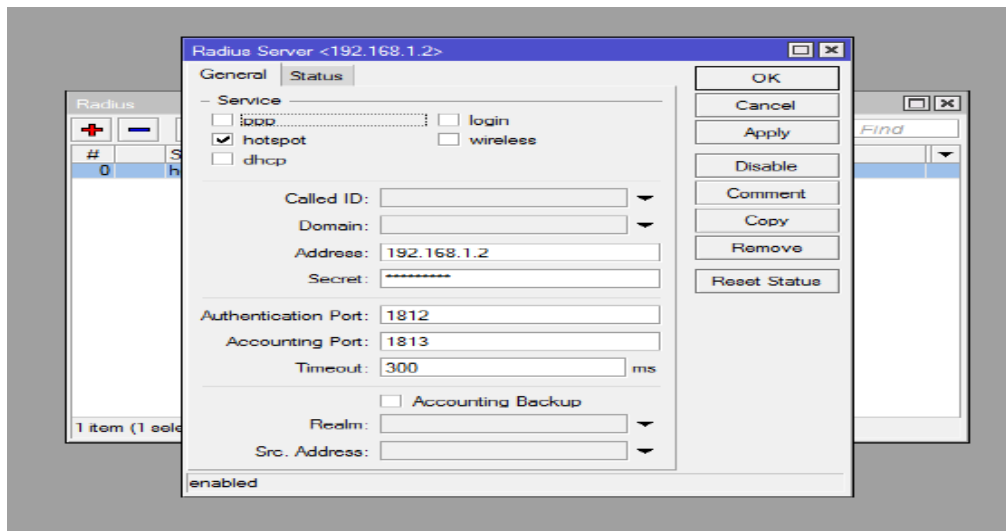 Radius Server <192.168.1.2>
General Status
OK
Service
Cancel
ppp login
Apply
hotspot wireless
dhcp
Disable
Called ID:
Comment
Domain:
Copy
Address: 192.168.1.2
Remove
Secret: *********
Reset Status
Authentication Port: 1812
Accounting Port: 1813
Timeout: 300 ms
Accounting Backup
Realm:
Src. Address:
enabled
Radius
Find
# S
0 h
1 item (1 sele